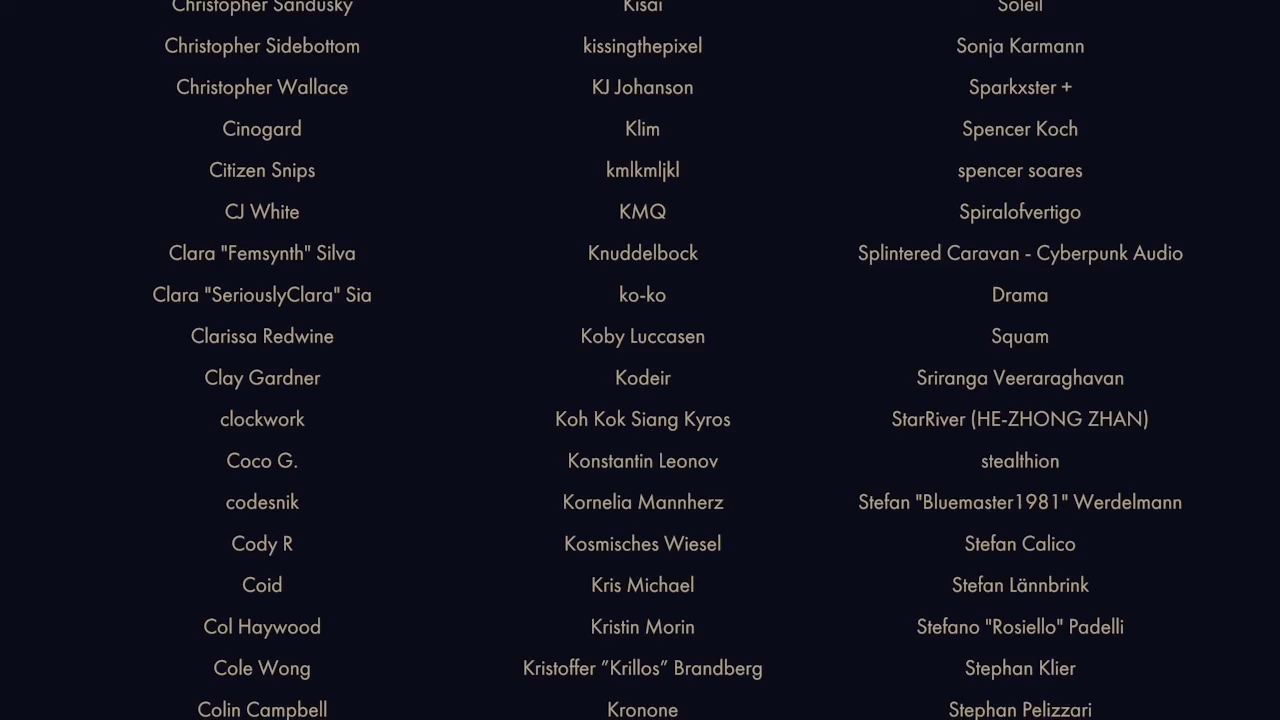 Christopher Sandusky
Christopher Sidebottom
Christopher Wallace
Cinogard
Citizen Snips
CJ White
Clara "Femsynth" Silva
Clara "SeriouslyClara" Sia
Clarissa Redwine
Clay Gardner
clockwork
Coco G.
codesnik
Cody R
Coid
Col Haywood
Cole Wong
Colin Campbell
Kisai
kissingthepixel
KJ Johanson
Klim
kmlkmljkl
KMQ
Knuddelbock
ko-ko
Koby Luccasen
Kodeir
Koh Kok Siang Kyros
Konstantin Leonov
Kornelia Mannherz
Kosmisches Wiesel
Kris Michael
Kristin Morin
Kristoffer ”Krillos” Brandberg
Kronone
Soleil
Sonja Karmann
Sparkxster +
Spencer Koch
spencer soares
Spiralofvertigo
Splintered Caravan - Cyberpunk Audio
Drama
Squam
Sriranga Veeraraghavan
StarRiver (HE-ZHONG ZHAN)
stealthion
Stefan "Bluemaster1981" Werdelmann
Stefan Calico
Stefan Lännbrink
Stefano "Rosiello" Padelli
Stephan Klier
Stephan Pelizzari